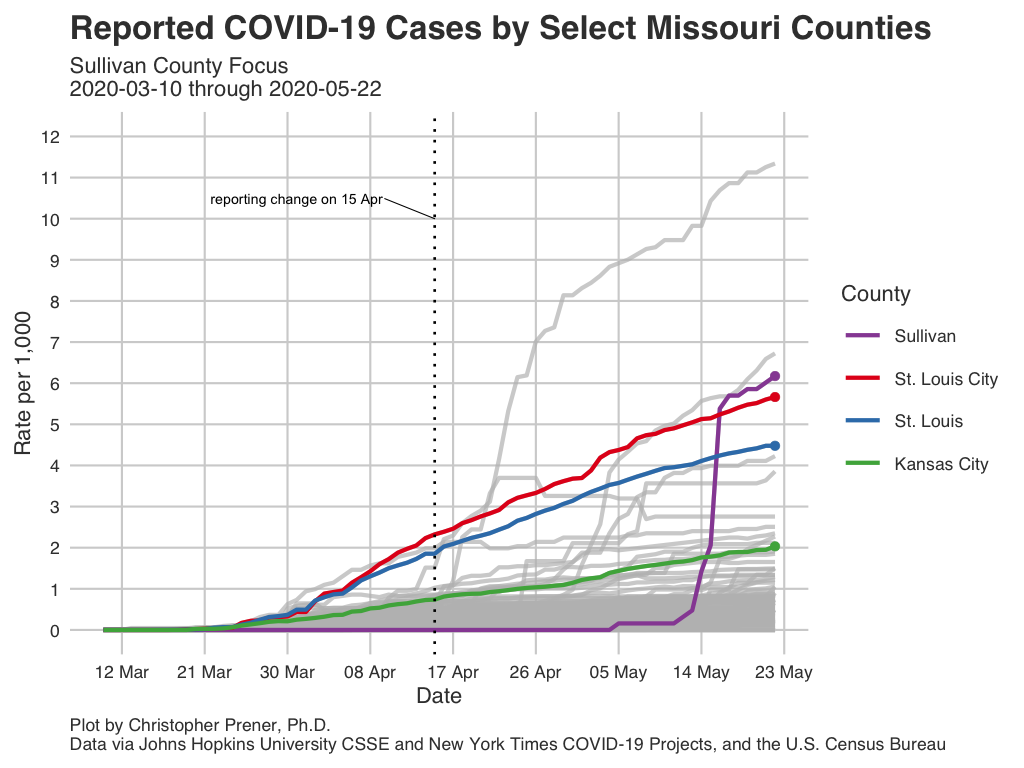 Reported COVID-19 Cases by Select Missouri Counties
Sullivan County Focus
2020-03-10 through 2020-05-22
12
11
10
9
8
7
6
5
4
3
2
1
0
Rate per 1,000
reporting change on 15 Apr
12 Mar 21 Mar 30 Mar 08 Apr 17 Apr 26 Apr 05 May 14 May 23 May
Date
County
Sullivan
St. Louis City
St. Louis
Kansas City
Plot by Christopher Prener, Ph.D.
Data via Johns Hopkins University CSSE and New York Times COVID-19 Projects, and the U.S. Census Bureau